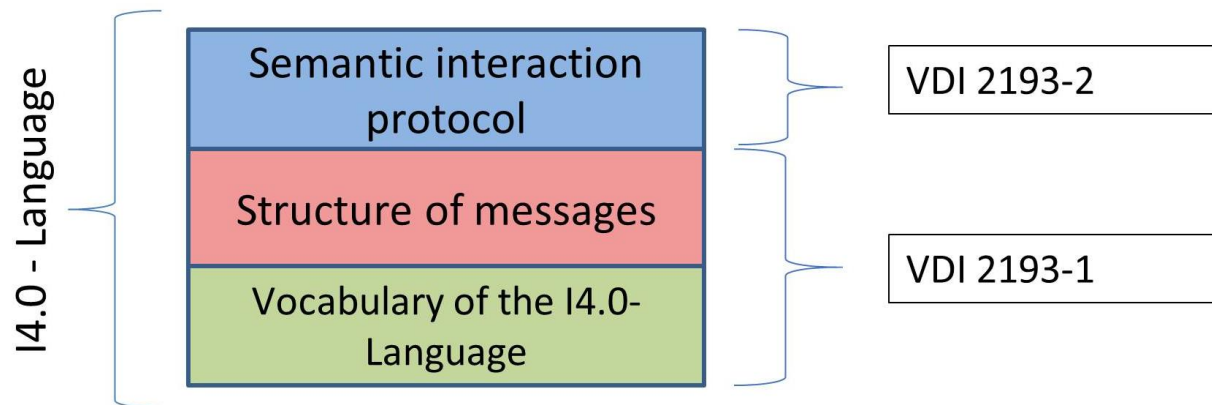 I4.0 - Language
Semantic interaction
protocol
Structure of messages
Vocabulary of the I4.0-
Language
VDI 2193-2
VDI 2193-1